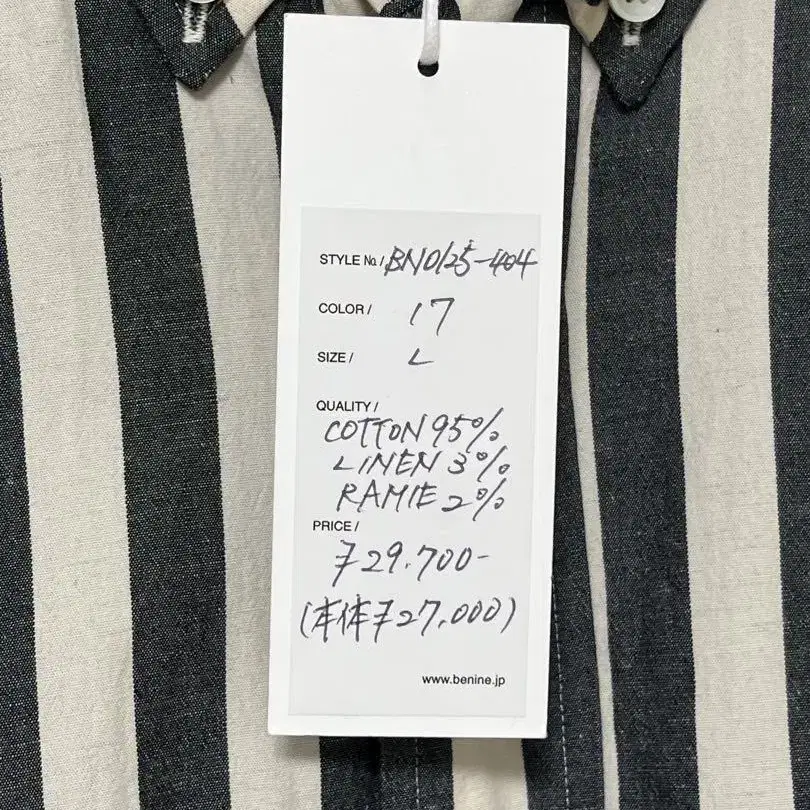 STYLE No./ BN0125-404
COLOR/ 17
SIZE/ L
QUALITY/
COTTON 95%
LINEN 3%
RAMIE 2%
PRICE/
¥29.700-
(本体¥27,000)
www.benine.jp